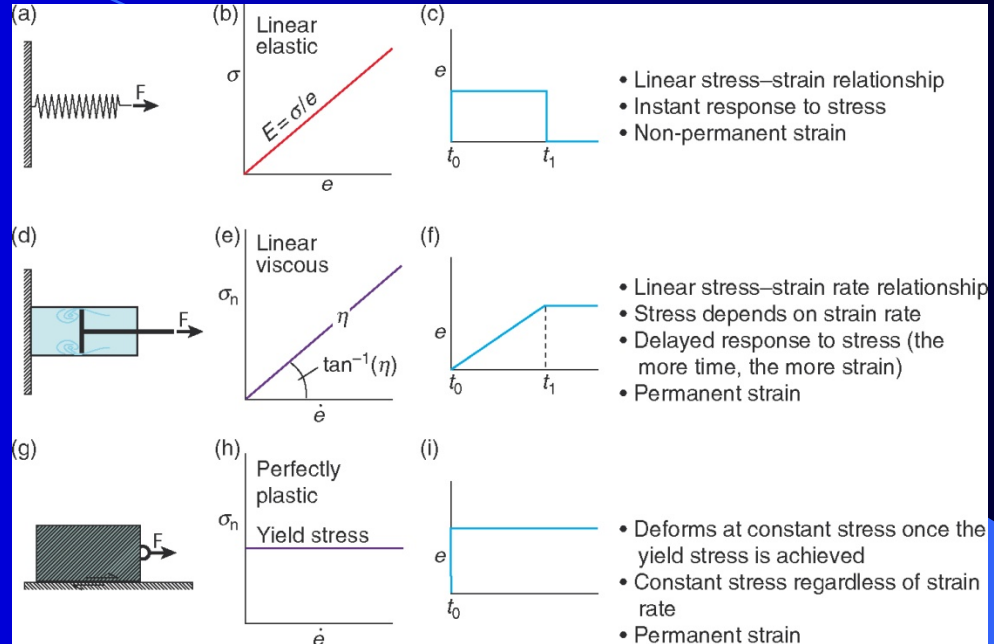 (a)
F
(b)
Linear
elastic
σ
E = σ/e
e
(c)
e
t₀
t₁
• Linear stress–strain relationship
• Instant response to stress
• Non-permanent strain
(d)
F
(e)
Linear
viscous
σₙ
η
tan⁻¹(η)
ė
(f)
e
t₀
t₁
• Linear stress–strain rate relationship
• Stress depends on strain rate
• Delayed response to stress (the
more time, the more strain)
• Permanent strain
(g)
F
(h)
Perfectly
plastic
σₙ
Yield stress
ė
(i)
e
t₀
• Deforms at constant stress once the
yield stress is achieved
• Constant stress regardless of strain
rate
• Permanent strain